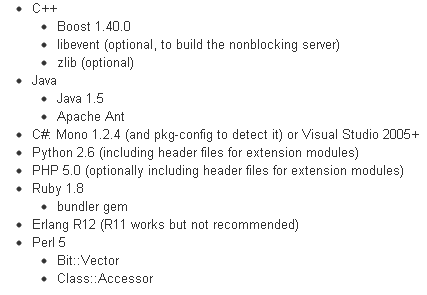 C++
Boost 1.40.0
libevent (optional, to build the nonblocking server)
zlib (optional)
Java
Java 1.5
Apache Ant
C#: Mono 1.2.4 (and pkg-config to detect it) or Visual Studio 2005+
Python 2.6 (including header files for extension modules)
PHP 5.0 (optionally including header files for extension modules)
Ruby 1.8
bundler gem
Erlang R12 (R11 works but not recommended)
Perl 5
Bit::Vector
Class::Accessor